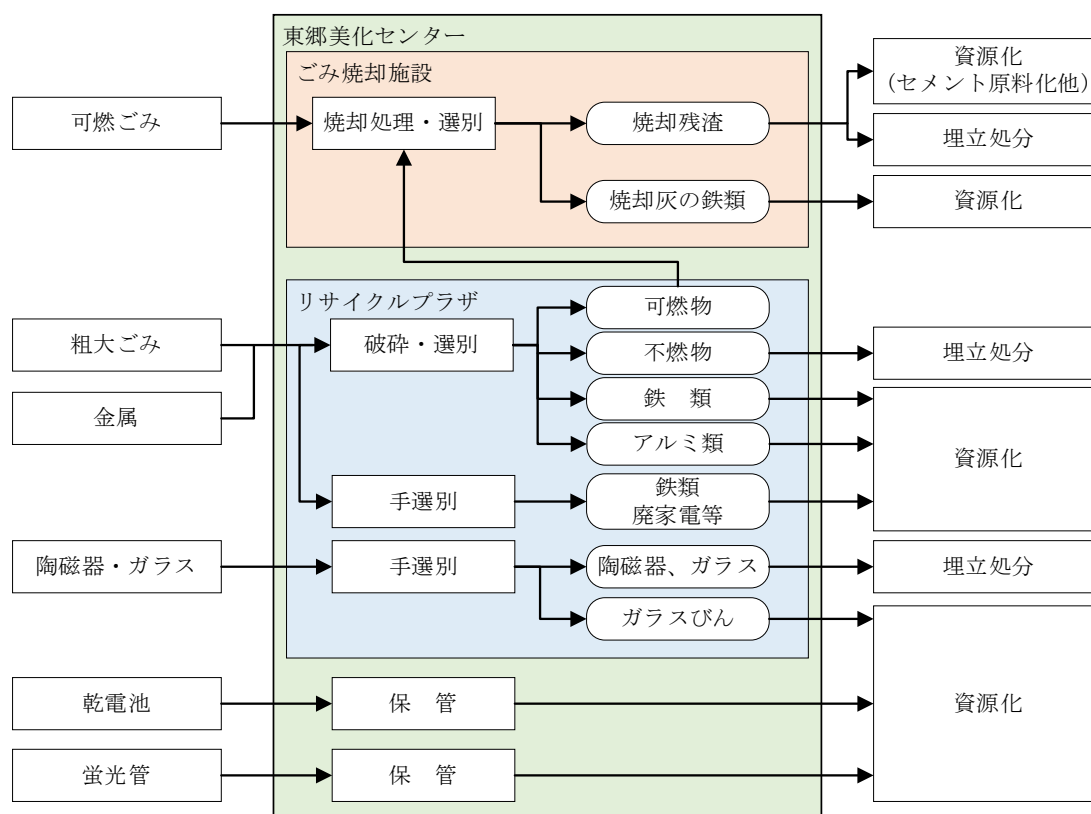 東郷美化センター
ごみ焼却施設
可燃ごみ
焼却処理・選別
焼却残渣
資源化
（セメント原料化他）
埋立処分
焼却灰の鉄類
資源化
リサイクルプラザ
粗大ごみ
金属
破砕・選別
可燃物
不燃物
埋立処分
鉄　類
アルミ類
資源化
手選別
鉄類
廃家電等
陶磁器・ガラス
手選別
陶磁器、ガラス
埋立処分
ガラスびん
資源化
乾電池
保　管
蛍光管
保　管